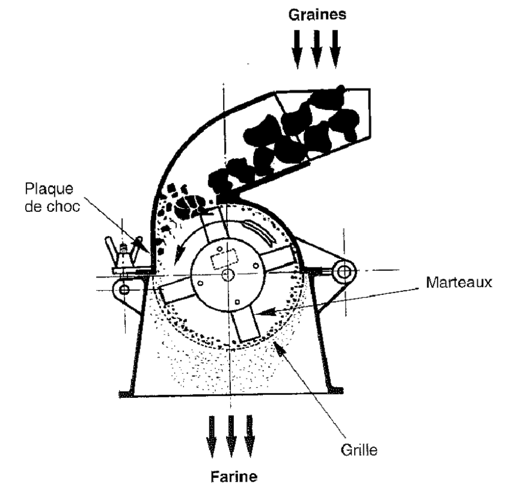 Graines
Plaque
de choc
Marteaux
Grille
Farine